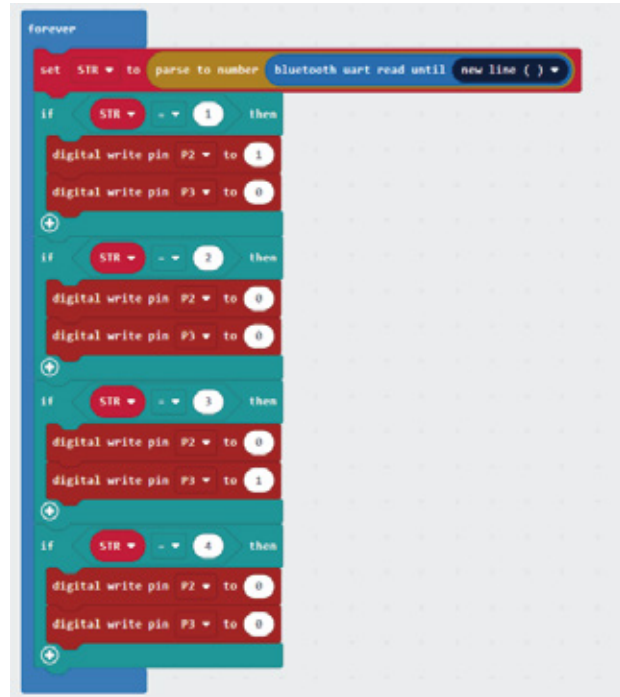 forever
set STR to parse to number bluetooth uart read until new line ( )
if STR = 1 then
digital write pin P2 to 1
digital write pin P3 to 0
if STR = 2 then
digital write pin P2 to 0
digital write pin P3 to 0
if STR = 3 then
digital write pin P2 to 0
digital write pin P3 to 1
if STR = 4 then
digital write pin P2 to 0
digital write pin P3 to 0